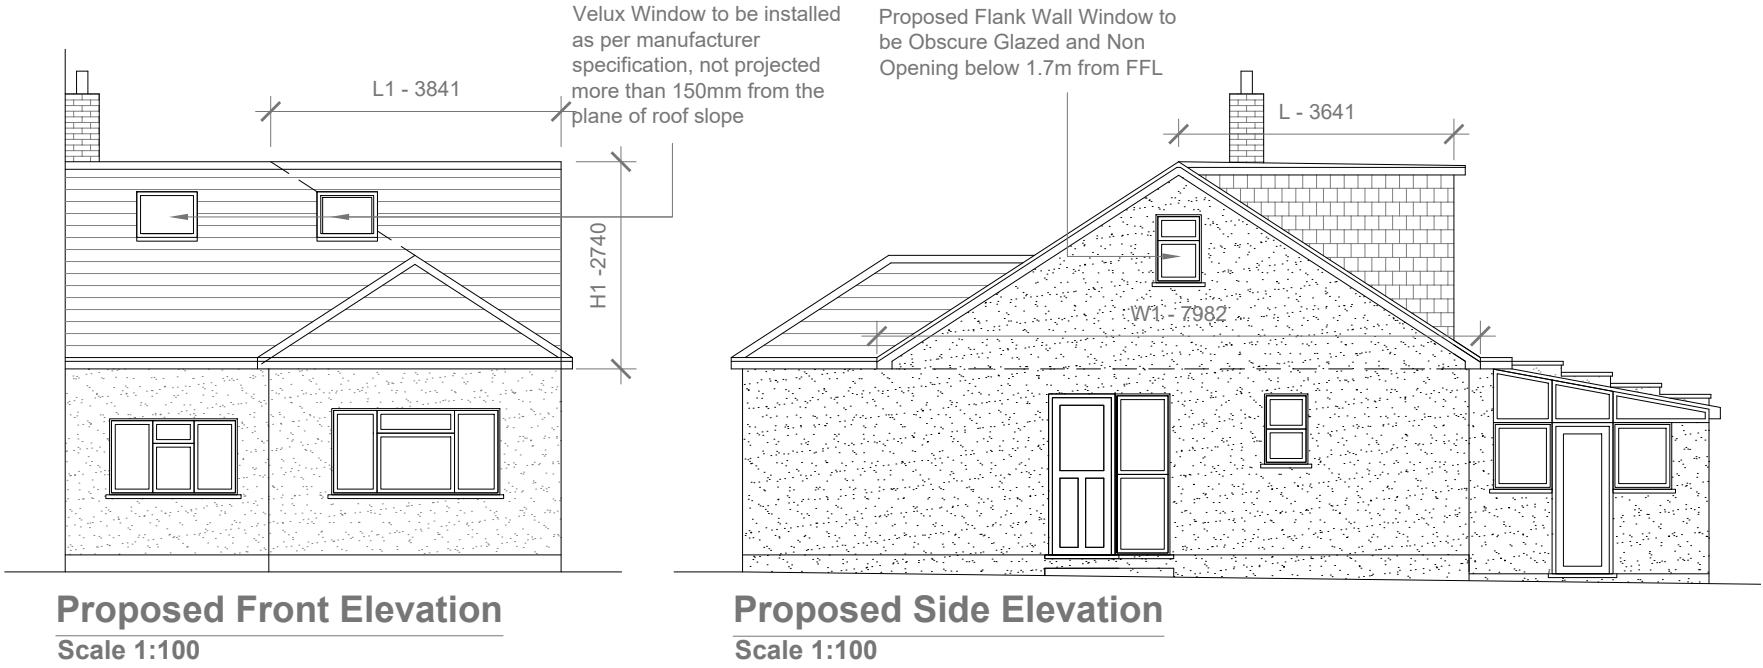 Velux Window to be installed
as per manufacturer
specification, not projected
more than 150mm from the
plane of roof slope
Proposed Flank Wall Window to
be Obscure Glazed and Non
Opening below 1.7m from FFL
L1 - 3841
L - 3641
H1 -2740
W1 - 7982
Proposed Front Elevation
Scale 1:100
Proposed Side Elevation
Scale 1:100